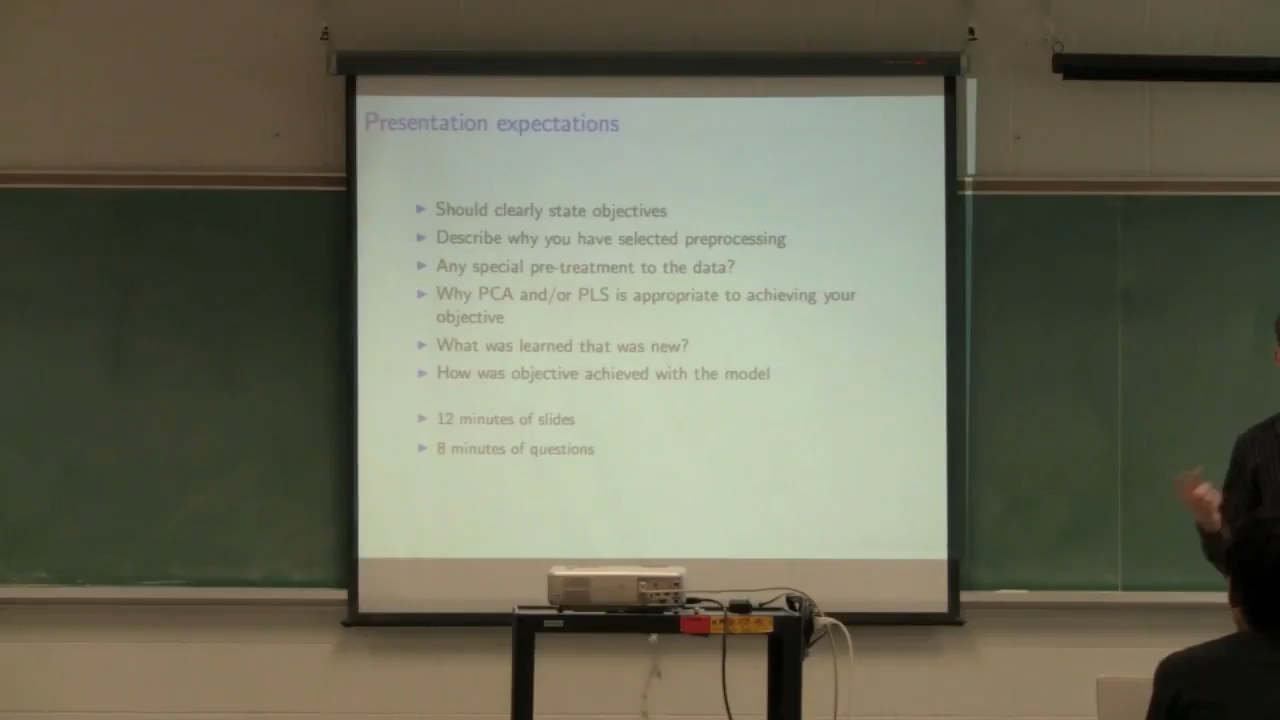 Presentation expectations
Should clearly state objectives
Describe why you have selected preprocessing
Any special pre-treatment to the data?
Why PCA and/or PLS is appropriate to achieving your
objective
What was learned that was new?
How was objective achieved with the model
12 minutes of slides
8 minutes of questions